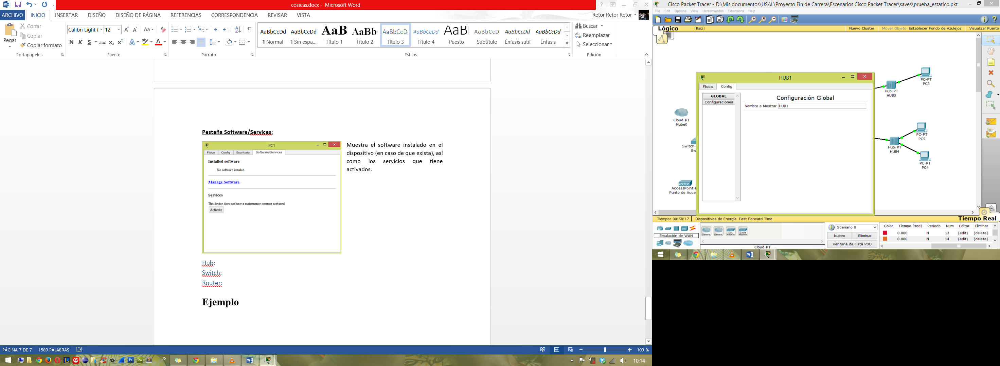 cosicas.docx - Microsoft Word
ARCHIVO INICIO INSERTAR DISEÑO DISEÑO DE PÁGINA REFERENCIAS CORRESPONDENCIA REVISAR VISTA Retor Retor Retor
Pegar
Cortar
Copiar
Copiar formato
Portapapeles
Calibri Light ( 12
N K S abc x₂ x²
Fuente
Párrafo
AaBbCcDd AaBbCcDd AaB AaBb AaBbCcD AaBbCcD AaBl AaBbCcD AaBbCcDd AaBbCcDd
¶ Normal ¶ Sin espa... Título 1 Título 2 Título 3 Título 4 Puesto Subtítulo Énfasis sutil Énfasis
Estilos
Buscar
Reemplazar
Seleccionar
Edición
Pestaña Software/Services:
PC1
Físico Config Escritorio Software/Services
Installed software
No software installed.
Manage Software
Services
This device does not have a maintenance contract activated.
Activate
Muestra el software instalado en el
dispositivo (en caso de que exista), así
como los servicios que tiene
activados.
Hub:
Switch:
Router:
Ejemplo
PÁGINA 7 DE 7 1589 PALABRAS 100 %
10:14
Cisco Packet Tracer - D:\Mis documentos\USAL\Proyecto Fin de Carrera\Escenarios Cisco Packet Tracer\saves\prueba_estatico.pkt
File Edit Options View Herramientas Extensions Help
Lógico [Raíz] Nuevo Cluster Mover Objeto Establecer Fondo de Azulejos Visualizar Puerto
HUB1
Físico Config
GLOBAL
Configuraciones
Configuración Global
Nombre a Mostrar HUB1
PC-PT
PC3
Hub-PT
HUB3
Cloud-PT
Nube0
Switch-
Sw
PC-PT
PC5
Hub-PT
HUB4
PC-PT
PC4
AccessPoint-
Punto de Acce
Tiempo: 00:58:17 Dispositivos de Energía Fast Forward Time
Tiempo Real
Emulación de WAN
Generic Generic DSL Modem Cable Modem
Cloud-PT
Scenario 0
Nuevo Eliminar
Ventana de Lista PDU
Color Tiempo (seg) Periodo Num Editar Eliminar
0.000 N 13 (edit) (delete)
0.000 N 14 (edit) (delete)